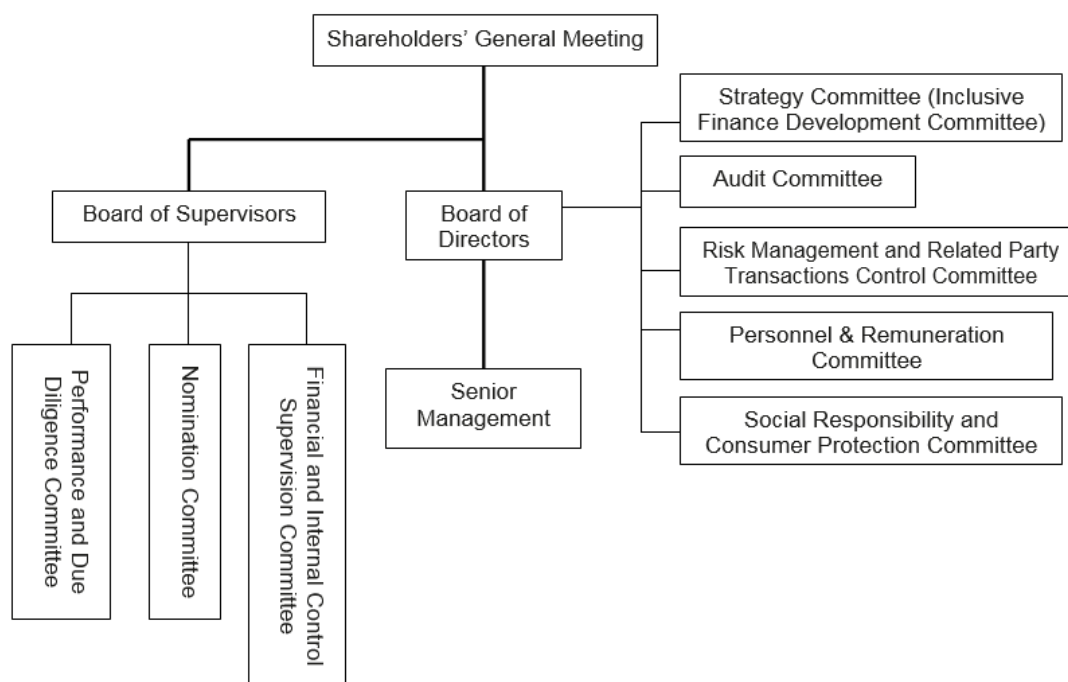 Shareholders’ General Meeting
Strategy Committee (Inclusive
Finance Development Committee)
Audit Committee
Board of Supervisors
Board of
Directors
Risk Management and Related Party
Transactions Control Committee
Personnel & Remuneration
Committee
Senior
Management
Social Responsibility and
Consumer Protection Committee
Performance and Due
Diligence Committee
Nomination Committee
Financial and Internal Control
Supervision Committee